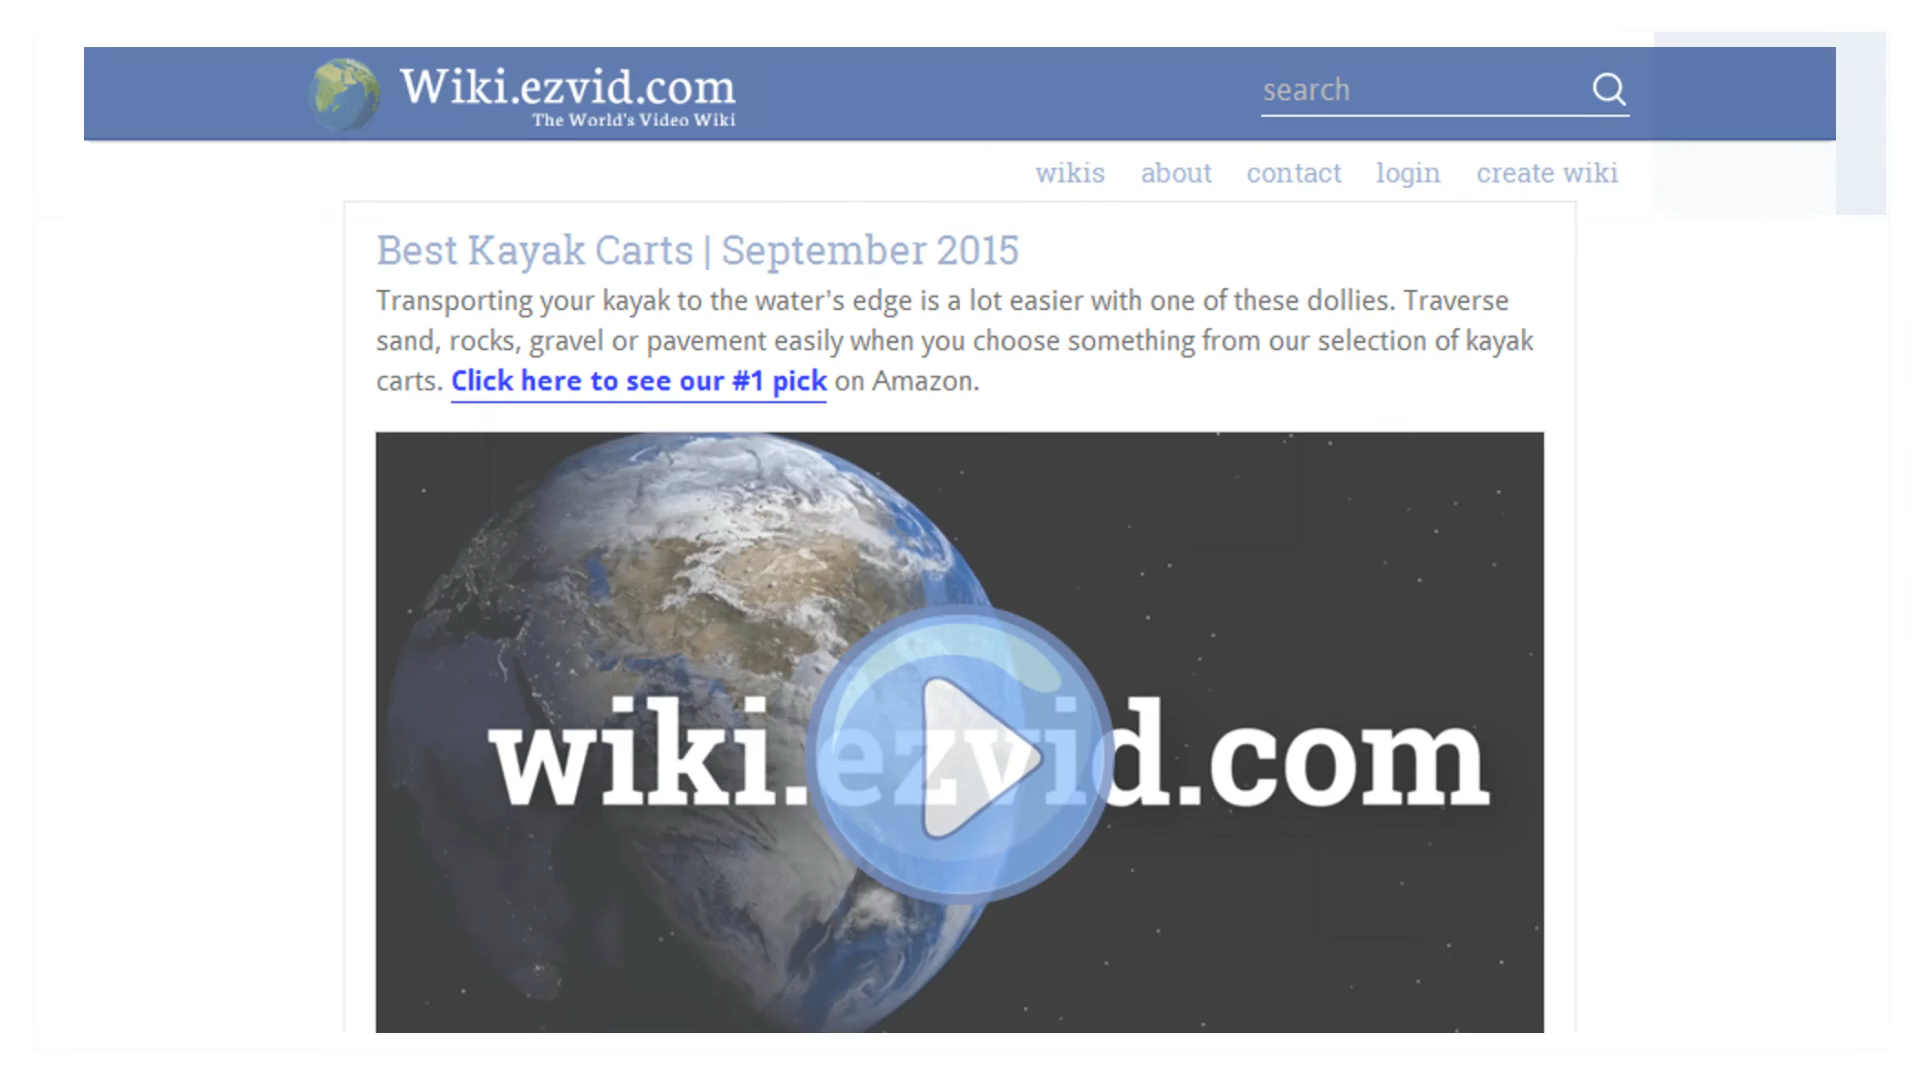 Wiki.ezvid.com
The World's Video Wiki
search
wikis about contact login create wiki
Best Kayak Carts | September 2015
Transporting your kayak to the water's edge is a lot easier with one of these dollies. Traverse
sand, rocks, gravel or pavement easily when you choose something from our selection of kayak
carts. Click here to see our #1 pick on Amazon.
wiki.ezvid.com